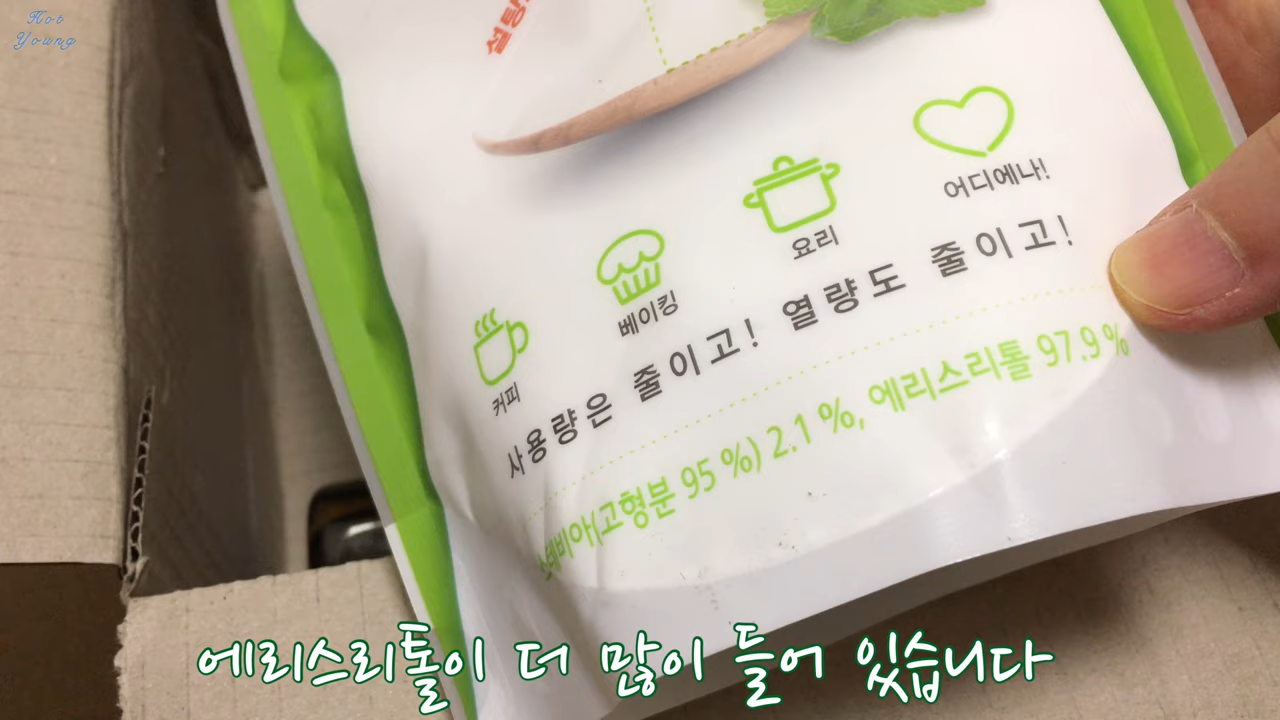 Hot
Young
설탕
어디에나!
요리
베이킹
커피
사용량은 줄이고! 열량도 줄이고!
스테비아(고형분 95 %) 2.1 %, 에리스리톨 97.9 %
에리스리톨이 더 많이 들어 있습니다